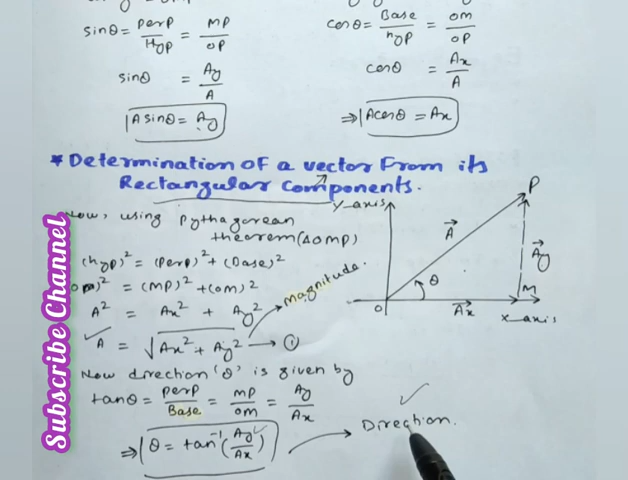 sinθ = Perp/Hyp = MP/OP
cosθ = Base/hyp = OM/OP
sinθ = Ay/A
cosθ = Ax/A
A sinθ = Ay
⇒ Acosθ = Ax
* Determination of a vector From its
Rectangular Components.
Now, using Pythagorean
theorem (ΔOMP)
(hyp)² = (Perp)² + (Base)²
)² = (MP)² + (OM)²
A² = Ax² + Ay²
✓ A = √Ax² + Ay² → ①
Magnitude.
Now direction 'θ' is given by
tanθ = Perp/Base = MP/OM = Ay/Ax
⇒ θ = tan⁻¹(Ay/Ax)
Direction.
Y-axis
P
A
Ay
θ
O
Ax
M
X-axis
Subscribe Channel